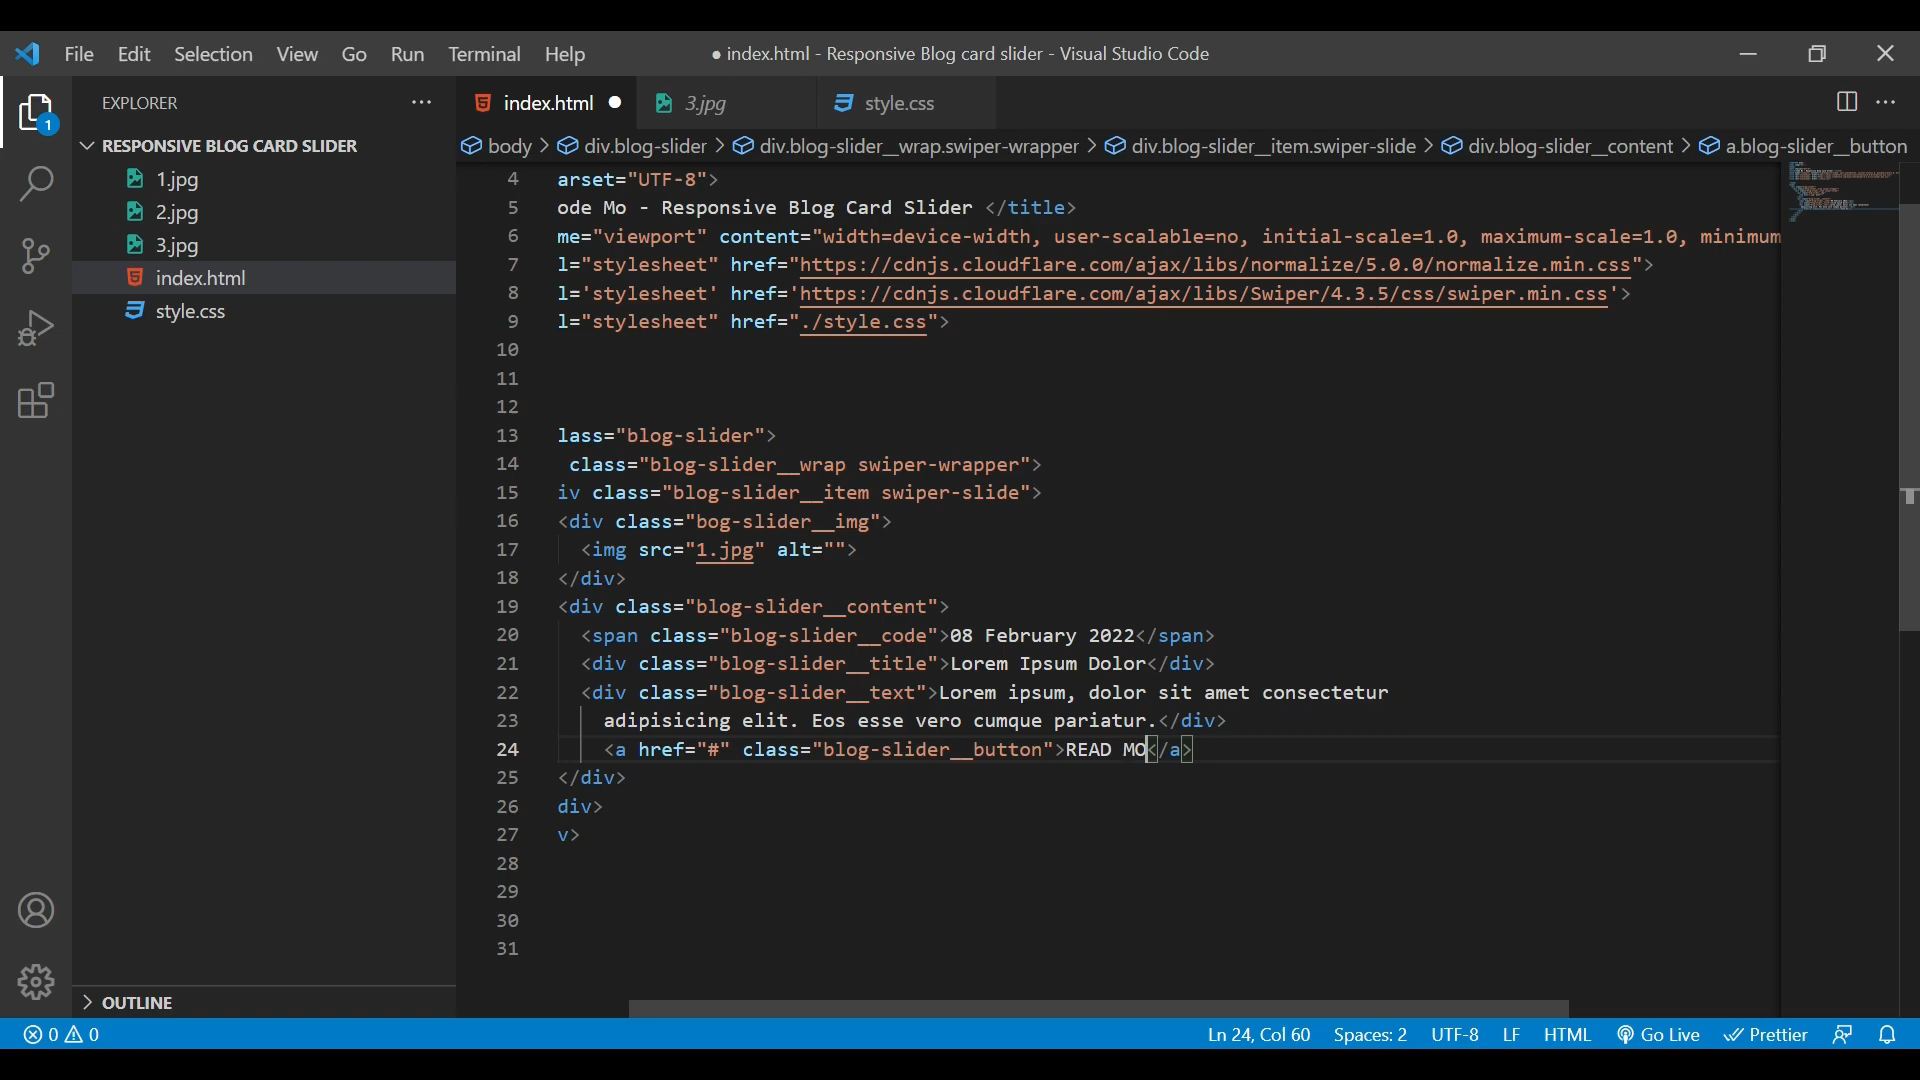 File Edit Selection View Go Run Terminal Help
● index.html - Responsive Blog card slider - Visual Studio Code
EXPLORER
index.html
3.jpg
style.css
RESPONSIVE BLOG CARD SLIDER
body > div.blog-slider > div.blog-slider__wrap.swiper-wrapper > div.blog-slider__item.swiper-slide > div.blog-slider__content > a.blog-slider__button
1
1.jpg
2.jpg
3.jpg
index.html
style.css
4 arset="UTF-8">
5 ode Mo - Responsive Blog Card Slider </title>
6 me="viewport" content="width=device-width, user-scalable=no, initial-scale=1.0, maximum-scale=1.0, minimum
7 l="stylesheet" href="https://cdnjs.cloudflare.com/ajax/libs/normalize/5.0.0/normalize.min.css">
8 l='stylesheet' href='https://cdnjs.cloudflare.com/ajax/libs/Swiper/4.3.5/css/swiper.min.css'>
9 l="stylesheet" href="./style.css">
10
11
12
13 lass="blog-slider">
14 class="blog-slider__wrap swiper-wrapper">
15 iv class="blog-slider__item swiper-slide">
16 <div class="bog-slider__img">
17 <img src="1.jpg" alt="">
18 </div>
19 <div class="blog-slider__content">
20 <span class="blog-slider__code">08 February 2022</span>
21 <div class="blog-slider__title">Lorem Ipsum Dolor</div>
22 <div class="blog-slider__text">Lorem ipsum, dolor sit amet consectetur
23 adipisicing elit. Eos esse vero cumque pariatur.</div>
24 <a href="#" class="blog-slider__button">READ MO</a>
25 </div>
26 div>
27 v>
28
29
30
31
OUTLINE
0 0
Ln 24, Col 60 Spaces: 2 UTF-8 LF HTML Go Live Prettier